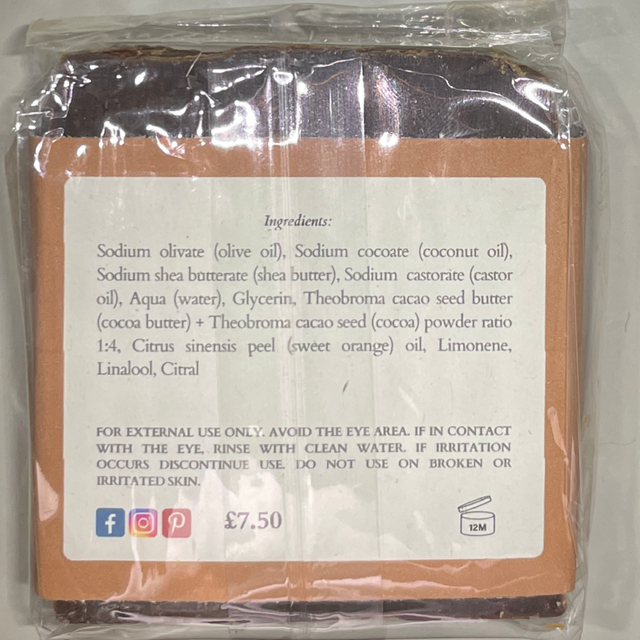 Ingredients:
Sodium olivate (olive oil), Sodium cocoate (coconut oil),
Sodium shea butterate (shea butter), Sodium castorate (castor
oil), Aqua (water), Glycerin, Theobroma cacao seed butter
(cocoa butter) + Theobroma cacao seed (cocoa) powder ratio
1:4, Citrus sinensis peel (sweet orange) oil, Limonene,
Linalool, Citral
FOR EXTERNAL USE ONLY. AVOID THE EYE AREA. IF IN CONTACT
WITH THE EYE, RINSE WITH CLEAN WATER. IF IRRITATION
OCCURS DISCONTINUE USE. DO NOT USE ON BROKEN OR
IRRITATED SKIN.
£7.50
12M